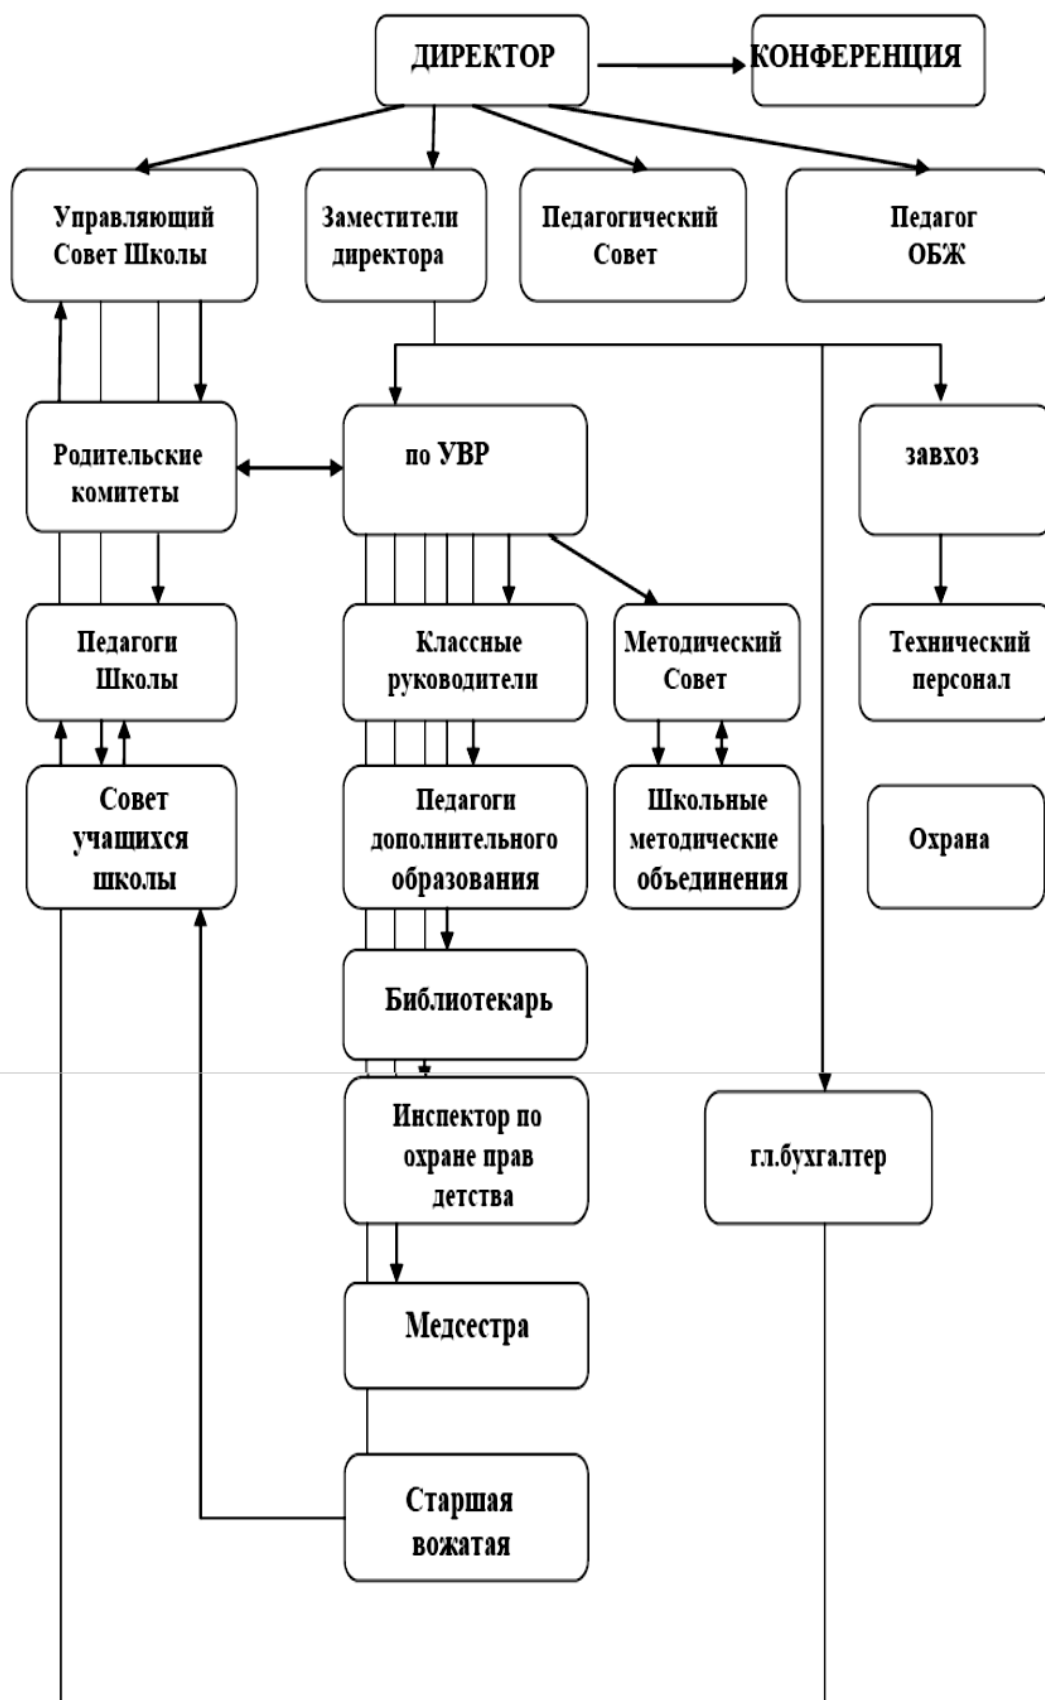 ДИРЕКТОР
КОНФЕРЕНЦИЯ
Управляющий
Совет Школы
Заместители
директора
Педагогический
Совет
Педагог
ОБЖ
Родительские
комитеты
по УВР
завхоз
Педагоги
Школы
Классные
руководители
Методический
Совет
Технический
персонал
Совет
учащихся
школы
Педагоги
дополнительного
образования
Школьные
методические
объединения
Охрана
Библиотекарь
Инспектор по
охране прав
детства
гл.бухгалтер
Медсестра
Старшая
вожатая